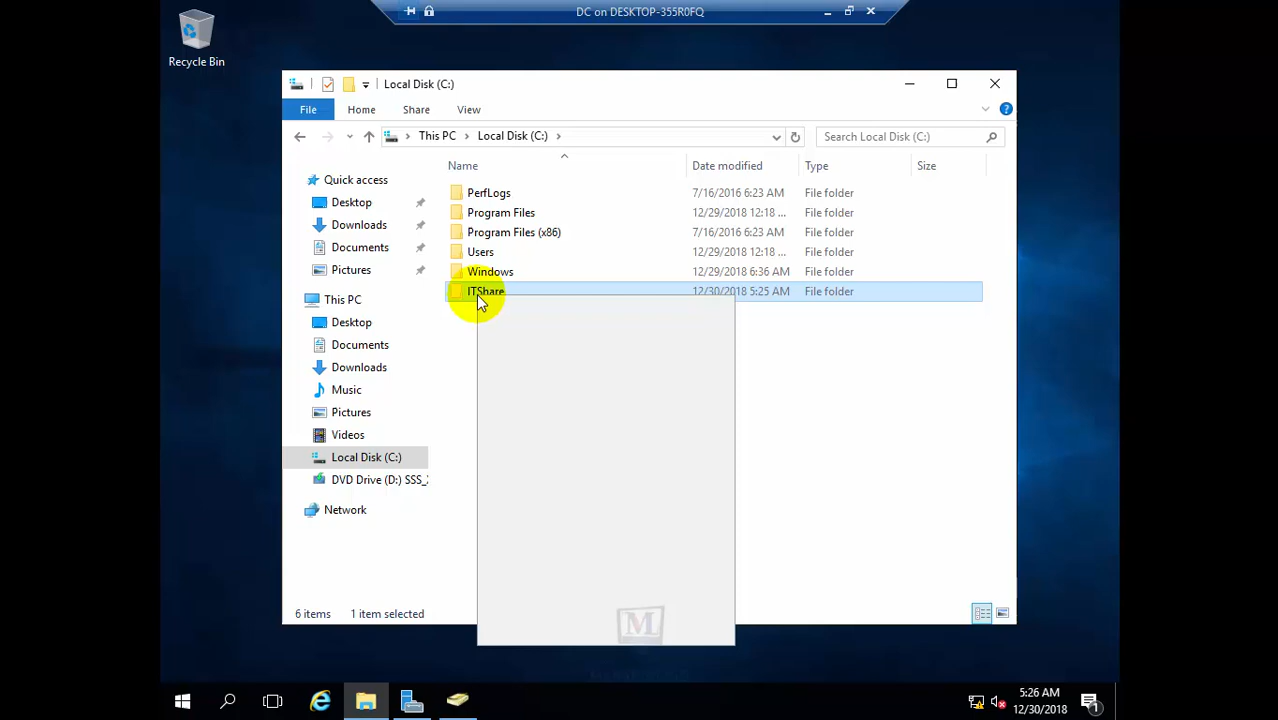 DC on DESKTOP-355R0FQ
Recycle Bin
Local Disk (C:)
File Home Share View
This PC Local Disk (C:)
Search Local Disk (C:)
Name Date modified Type Size
Quick access
Desktop
Downloads
Documents
Pictures
This PC
Desktop
Documents
Downloads
Music
Pictures
Videos
Local Disk (C:)
DVD Drive (D:) SSS_
Network
PerfLogs 7/16/2016 6:23 AM File folder
Program Files 12/29/2018 12:18 ... File folder
Program Files (x86) 7/16/2016 6:23 AM File folder
Users 12/29/2018 12:18 ... File folder
Windows 12/29/2018 6:36 AM File folder
ITShare 12/30/2018 5:25 AM File folder
M
6 items 1 item selected
5:26 AM
12/30/2018
1